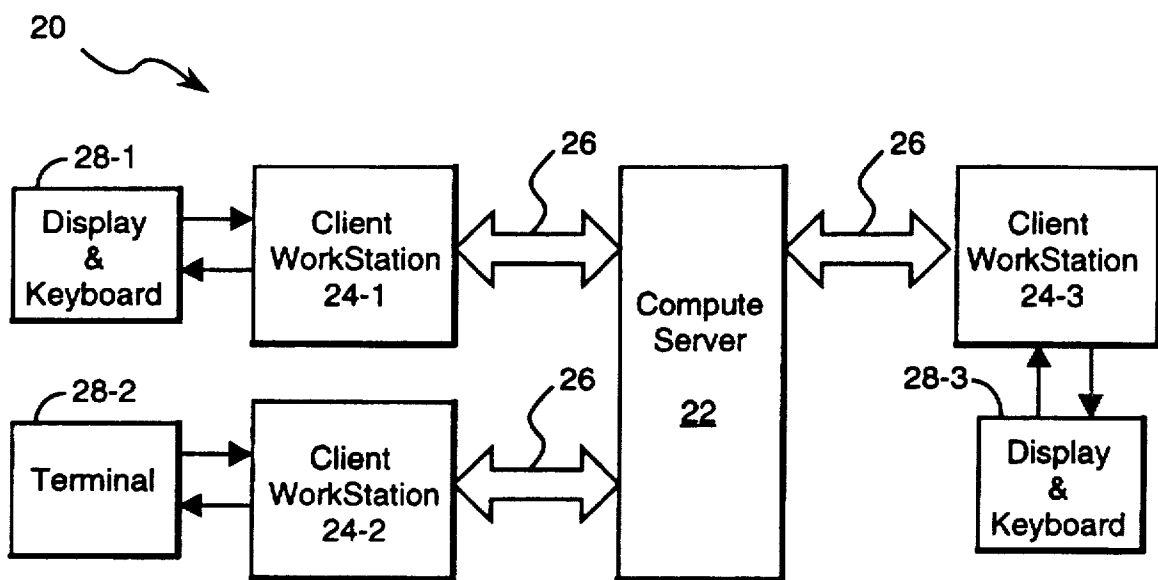 20
28-1
Display
&
Keyboard
Client
WorkStation
24-1
26
Compute
Server
22
26
Client
WorkStation
24-3
28-2
Terminal
Client
WorkStation
24-2
26
28-3
Display
&
Keyboard